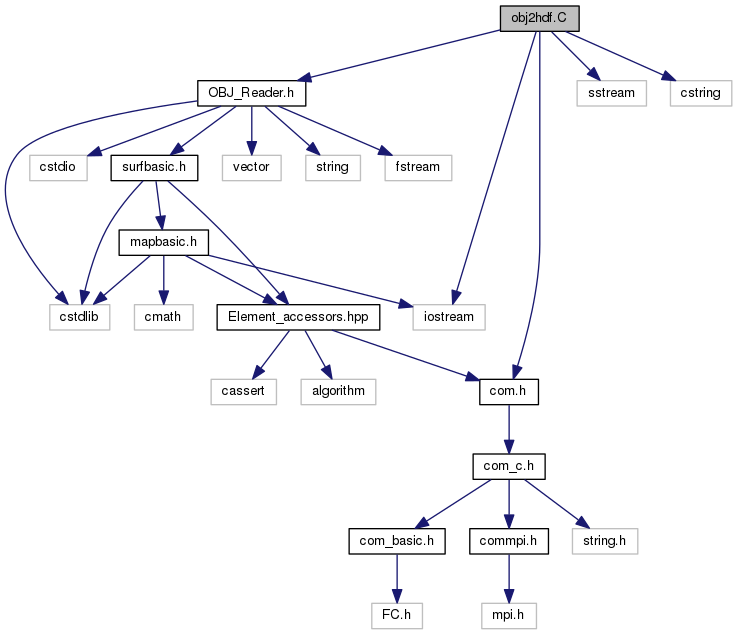 obj2hdf.C
OBJ_Reader.h
sstream
cstring
cstdio
surfbasic.h
vector
string
fstream
mapbasic.h
cstdlib
cmath
Element_accessors.hpp
iostream
cassert
algorithm
com.h
com_c.h
com_basic.h
commpi.h
string.h
FC.h
mpi.h